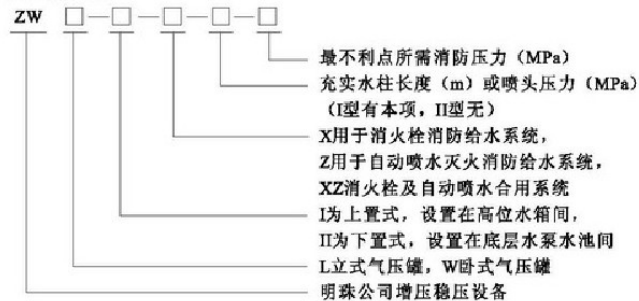 ZW□－□－□－□－□
最不利点所需消防压力（MPa）
充实水柱长度（m）或喷头压力（MPa）
（I型有本项，II型无）
X用于消火栓消防给水系统，
Z用于自动喷水灭火消防给水系统，
XZ消火栓及自动喷水合用系统
I为上置式，设置在高位水箱间，
II为下置式，设置在底层水泵水池间
L立式气压罐，W卧式气压罐
明珠公司增压稳压设备